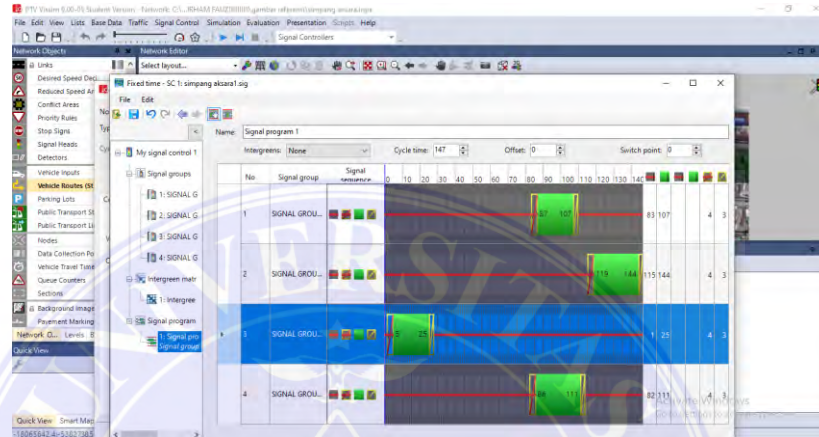 PTV Vissim 9.00-05 Student Version - Network: O:\...RHAM FAUZI\!!!!!!!!!!\gambar referensi\simpang aksara.inpx
File Edit View Lists Base Data Traffic Signal Control Simulation Evaluation Presentation Scripts Help
Signal Controllers
Network Objects
Network Editor
Links
Select layout...
Desired Speed Dec
Reduced Speed Ar
Conflict Areas
Priority Rules
Stop Signs
Signal Heads
Detectors
Vehicle Inputs
Vehicle Routes (St
Parking Lots
Public Transport St
Public Transport Li
Nodes
Data Collection Po
Vehicle Travel Time
Queue Counters
Sections
Background Image
Pavement Marking
Network O... Levels B
Quick View
Quick View Smart Map
Fixed time - SC 1: simpang aksara1.sig
File Edit
Name: Signal program 1
My signal control 1
Intergreens: None Cycle time: 147 Offset: 0 Switch point: 0
Signal groups
1: SIGNAL G
2: SIGNAL G
3: SIGNAL G
4: SIGNAL G
Intergreen matr
1: Intergree
Signal program
1: Signal pro
Signal group
No Signal group Signal sequence 0 10 20 30 40 50 60 70 80 90 100 110 120 130 140
1 SIGNAL GROU... 87 107 83 107 4 3
2 SIGNAL GROU... 119 144 115 144 4 3
3 SIGNAL GROU... 5 25 1 25 4 3
4 SIGNAL GROU... 86 111 82 111 4 3
Activate Windows
UNIVERSITAS